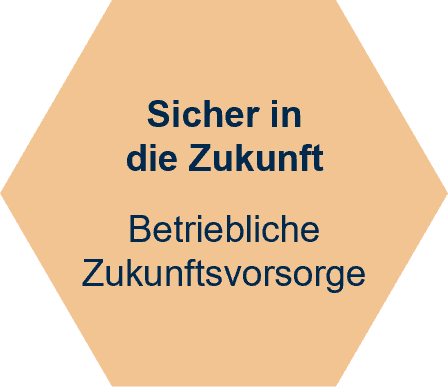 Sicher in
die Zukunft
Betriebliche
Zukunftsvorsorge